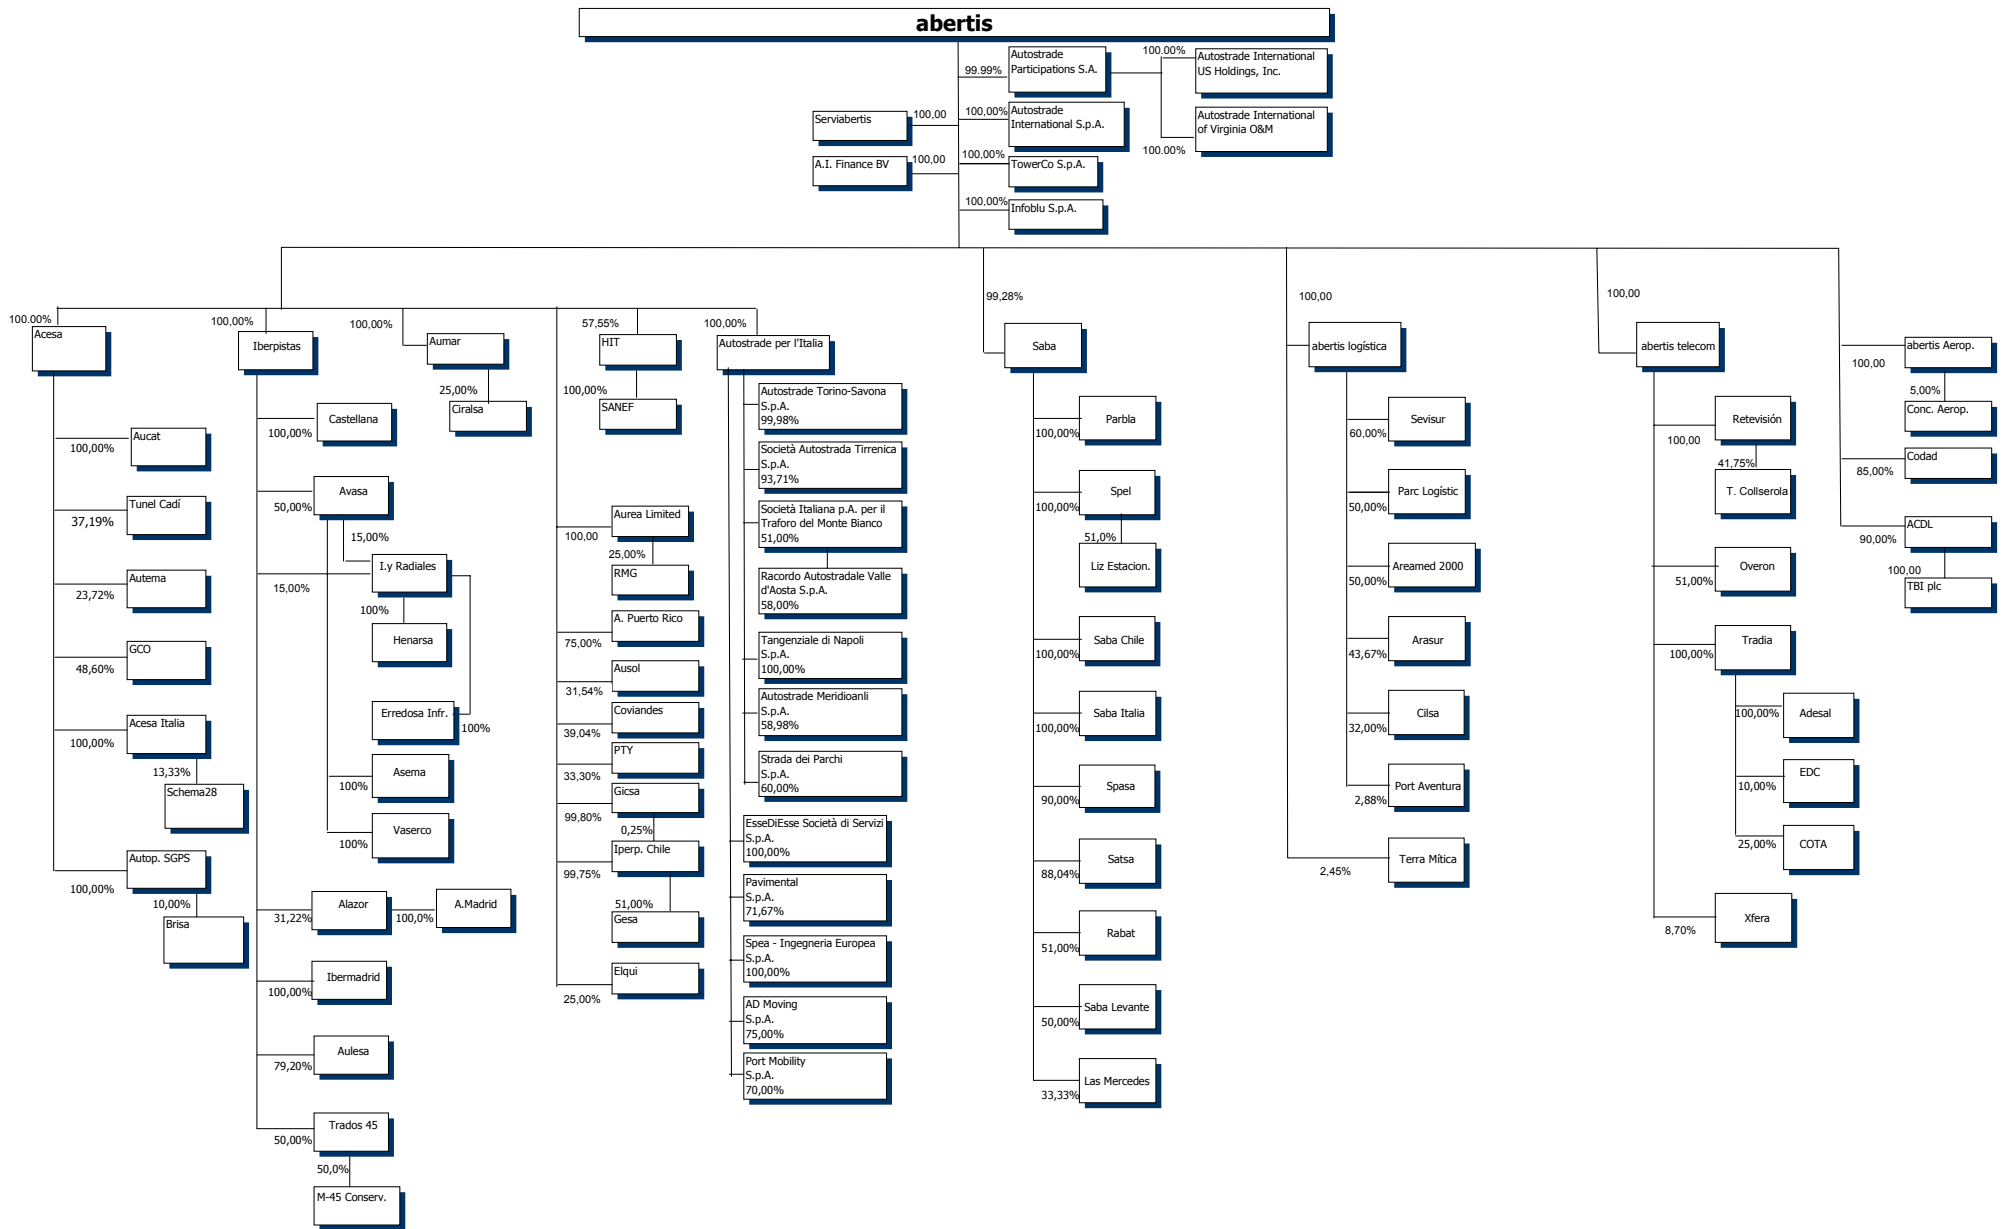 abertis
99.99%
Autostrade
Participations S.A.
100.00%
Autostrade International
US Holdings, Inc.
Autostrade International
of Virginia O&M
100.00%
Serviabertis
100,00
100,00%
Autostrade
International S.p.A.
A.I. Finance BV
100,00
100,00%
TowerCo S.p.A.
100.00%
Infoblu S.p.A.
100.00%
Acesa
100,00%
Aucat
37,19%
Tunel Cadí
23,72%
Autema
48,60%
GCO
100,00%
Acesa Italia
13,33%
Schema28
100,00%
Autop. SGPS
10,00%
Brisa
100,00%
Iberpistas
100,00%
Castellana
50,00%
Avasa
15,00%
15,00%
I.y Radiales
100%
Henarsa
Erredosa Infr.
100%
100%
Asema
100%
Vaserco
31,22%
Alazor
100,0%
A.Madrid
100,00%
Ibermadrid
79,20%
Aulesa
50,00%
Trados 45
50,0%
M-45 Conserv.
100,00%
Aumar
25,00%
Ciralsa
57,55%
HIT
100,00%
SANEF
100,00
Aurea Limited
25,00%
RMG
75,00%
A. Puerto Rico
31,54%
Ausol
39,04%
Coviandes
33,30%
PTY
99,80%
Gicsa
0,25%
99,75%
Iperp. Chile
51,00%
Gesa
25,00%
Elqui
100,00%
Autostrade per l'Italia
Autostrade Torino-Savona
S.p.A.
99,98%
Società Autostrada Tirrenica
S.p.A.
93,71%
Società Italiana p.A. per il
Traforo del Monte Bianco
51,00%
Racordo Autostradale Valle
d'Aosta S.p.A.
58,00%
Tangenziale di Napoli
S.p.A.
100,00%
Autostrade Meridioanli
S.p.A.
58,98%
Strada dei Parchi
S.p.A.
60,00%
EsseDiEsse Società di Servizi
S.p.A.
100,00%
Pavimental
S.p.A.
71,67%
Spea - Ingegneria Europea
S.p.A.
100,00%
AD Moving
S.p.A.
75,00%
Port Mobility
S.p.A.
70,00%
99,28%
Saba
100,00%
Parbla
100,00%
Spel
51,0%
Liz Estacion.
100,00%
Saba Chile
100,00%
Saba Italia
90,00%
Spasa
88,04%
Satsa
51,00%
Rabat
50,00%
Saba Levante
33,33%
Las Mercedes
100,00
abertis logística
60,00%
Sevisur
50,00%
Parc Logístic
50,00%
Areamed 2000
43,67%
Arasur
32,00%
Cilsa
2,88%
Port Aventura
2,45%
Terra Mítica
100,00
abertis telecom
100,00
Retevisión
41,75%
T. Collserola
51,00%
Overon
100,00%
Tradia
100,00%
Adesal
10,00%
EDC
25,00%
COTA
8,70%
Xfera
100,00
abertis Aerop.
5,00%
Conc. Aerop.
85,00%
Codad
90,00%
ACDL
100,00
TBI plc